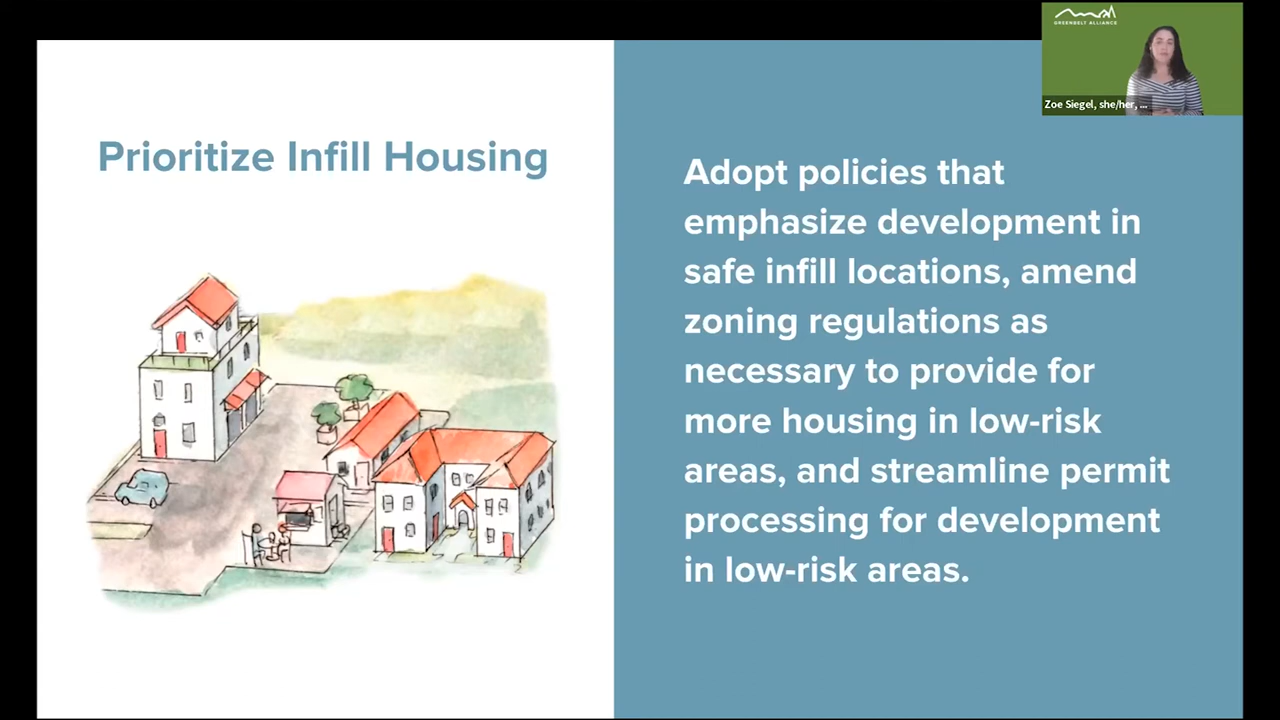 GREENBELT ALLIANCE
Zoe Siegel, she/her, ...
Prioritize Infill Housing
Adopt policies that
emphasize development in
safe infill locations, amend
zoning regulations as
necessary to provide for
more housing in low-risk
areas, and streamline permit
processing for development
in low-risk areas.